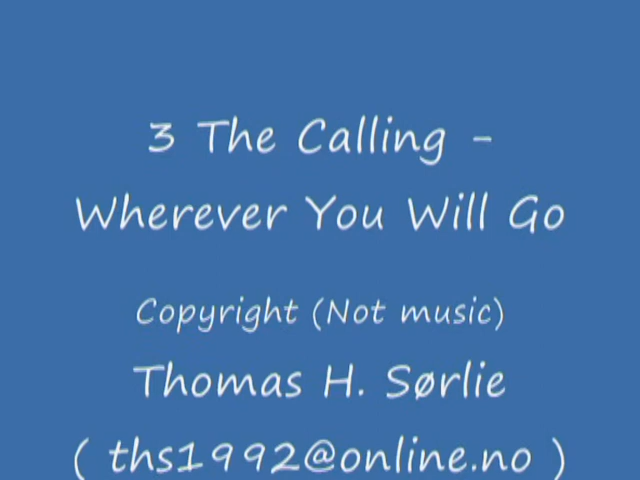 3 The Calling -
Wherever You Will Go
Copyright (Not music)
Thomas H. Sørlie
( ths1992@online.no )